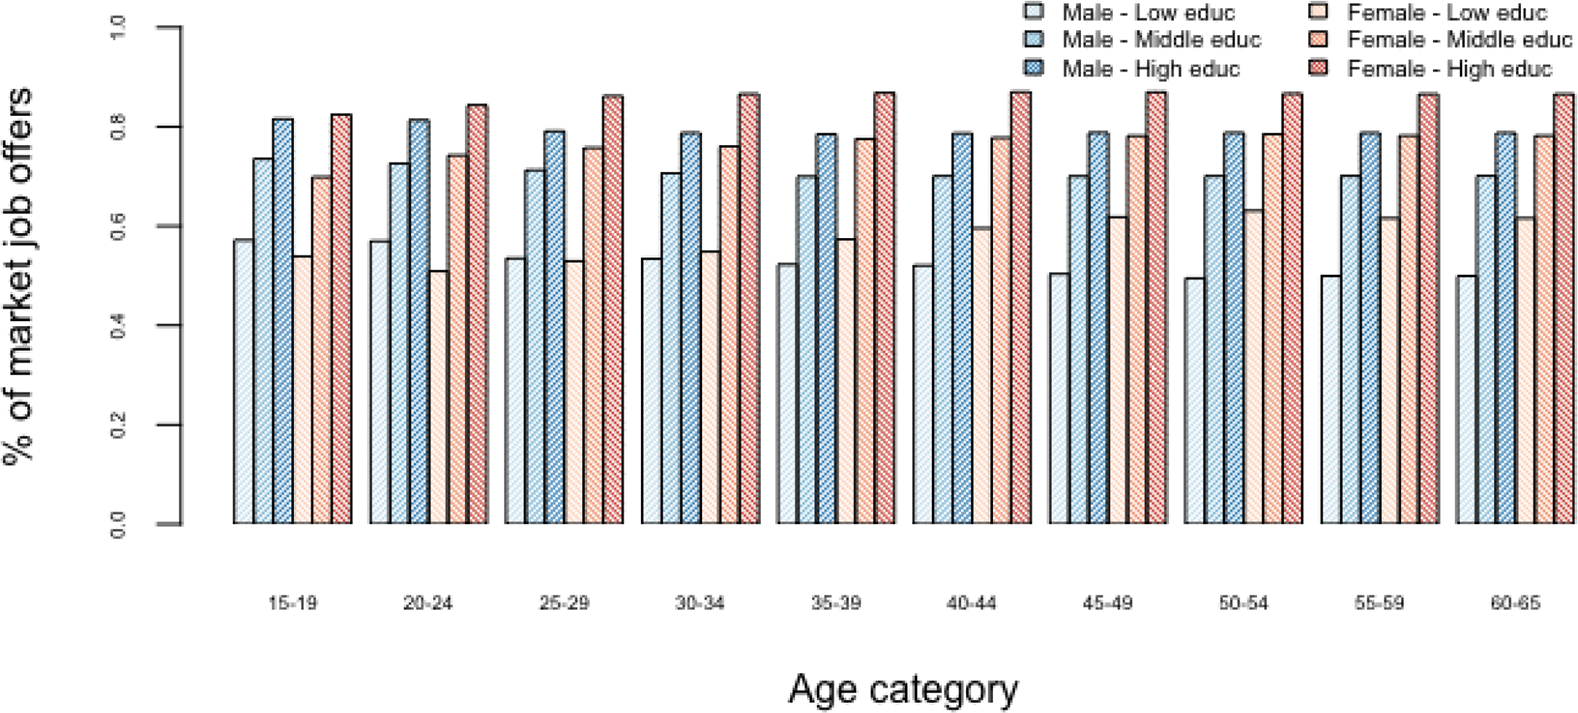 Male - Low educ Female - Low educ
Male - Middle educ Female - Middle educ
Male - High educ Female - High educ
% of market job offers
1.0
0.8
0.6
0.4
0.2
0.0
15-19 20-24 25-29 30-34 35-39 40-44 45-49 50-54 55-59 60-65
Age category